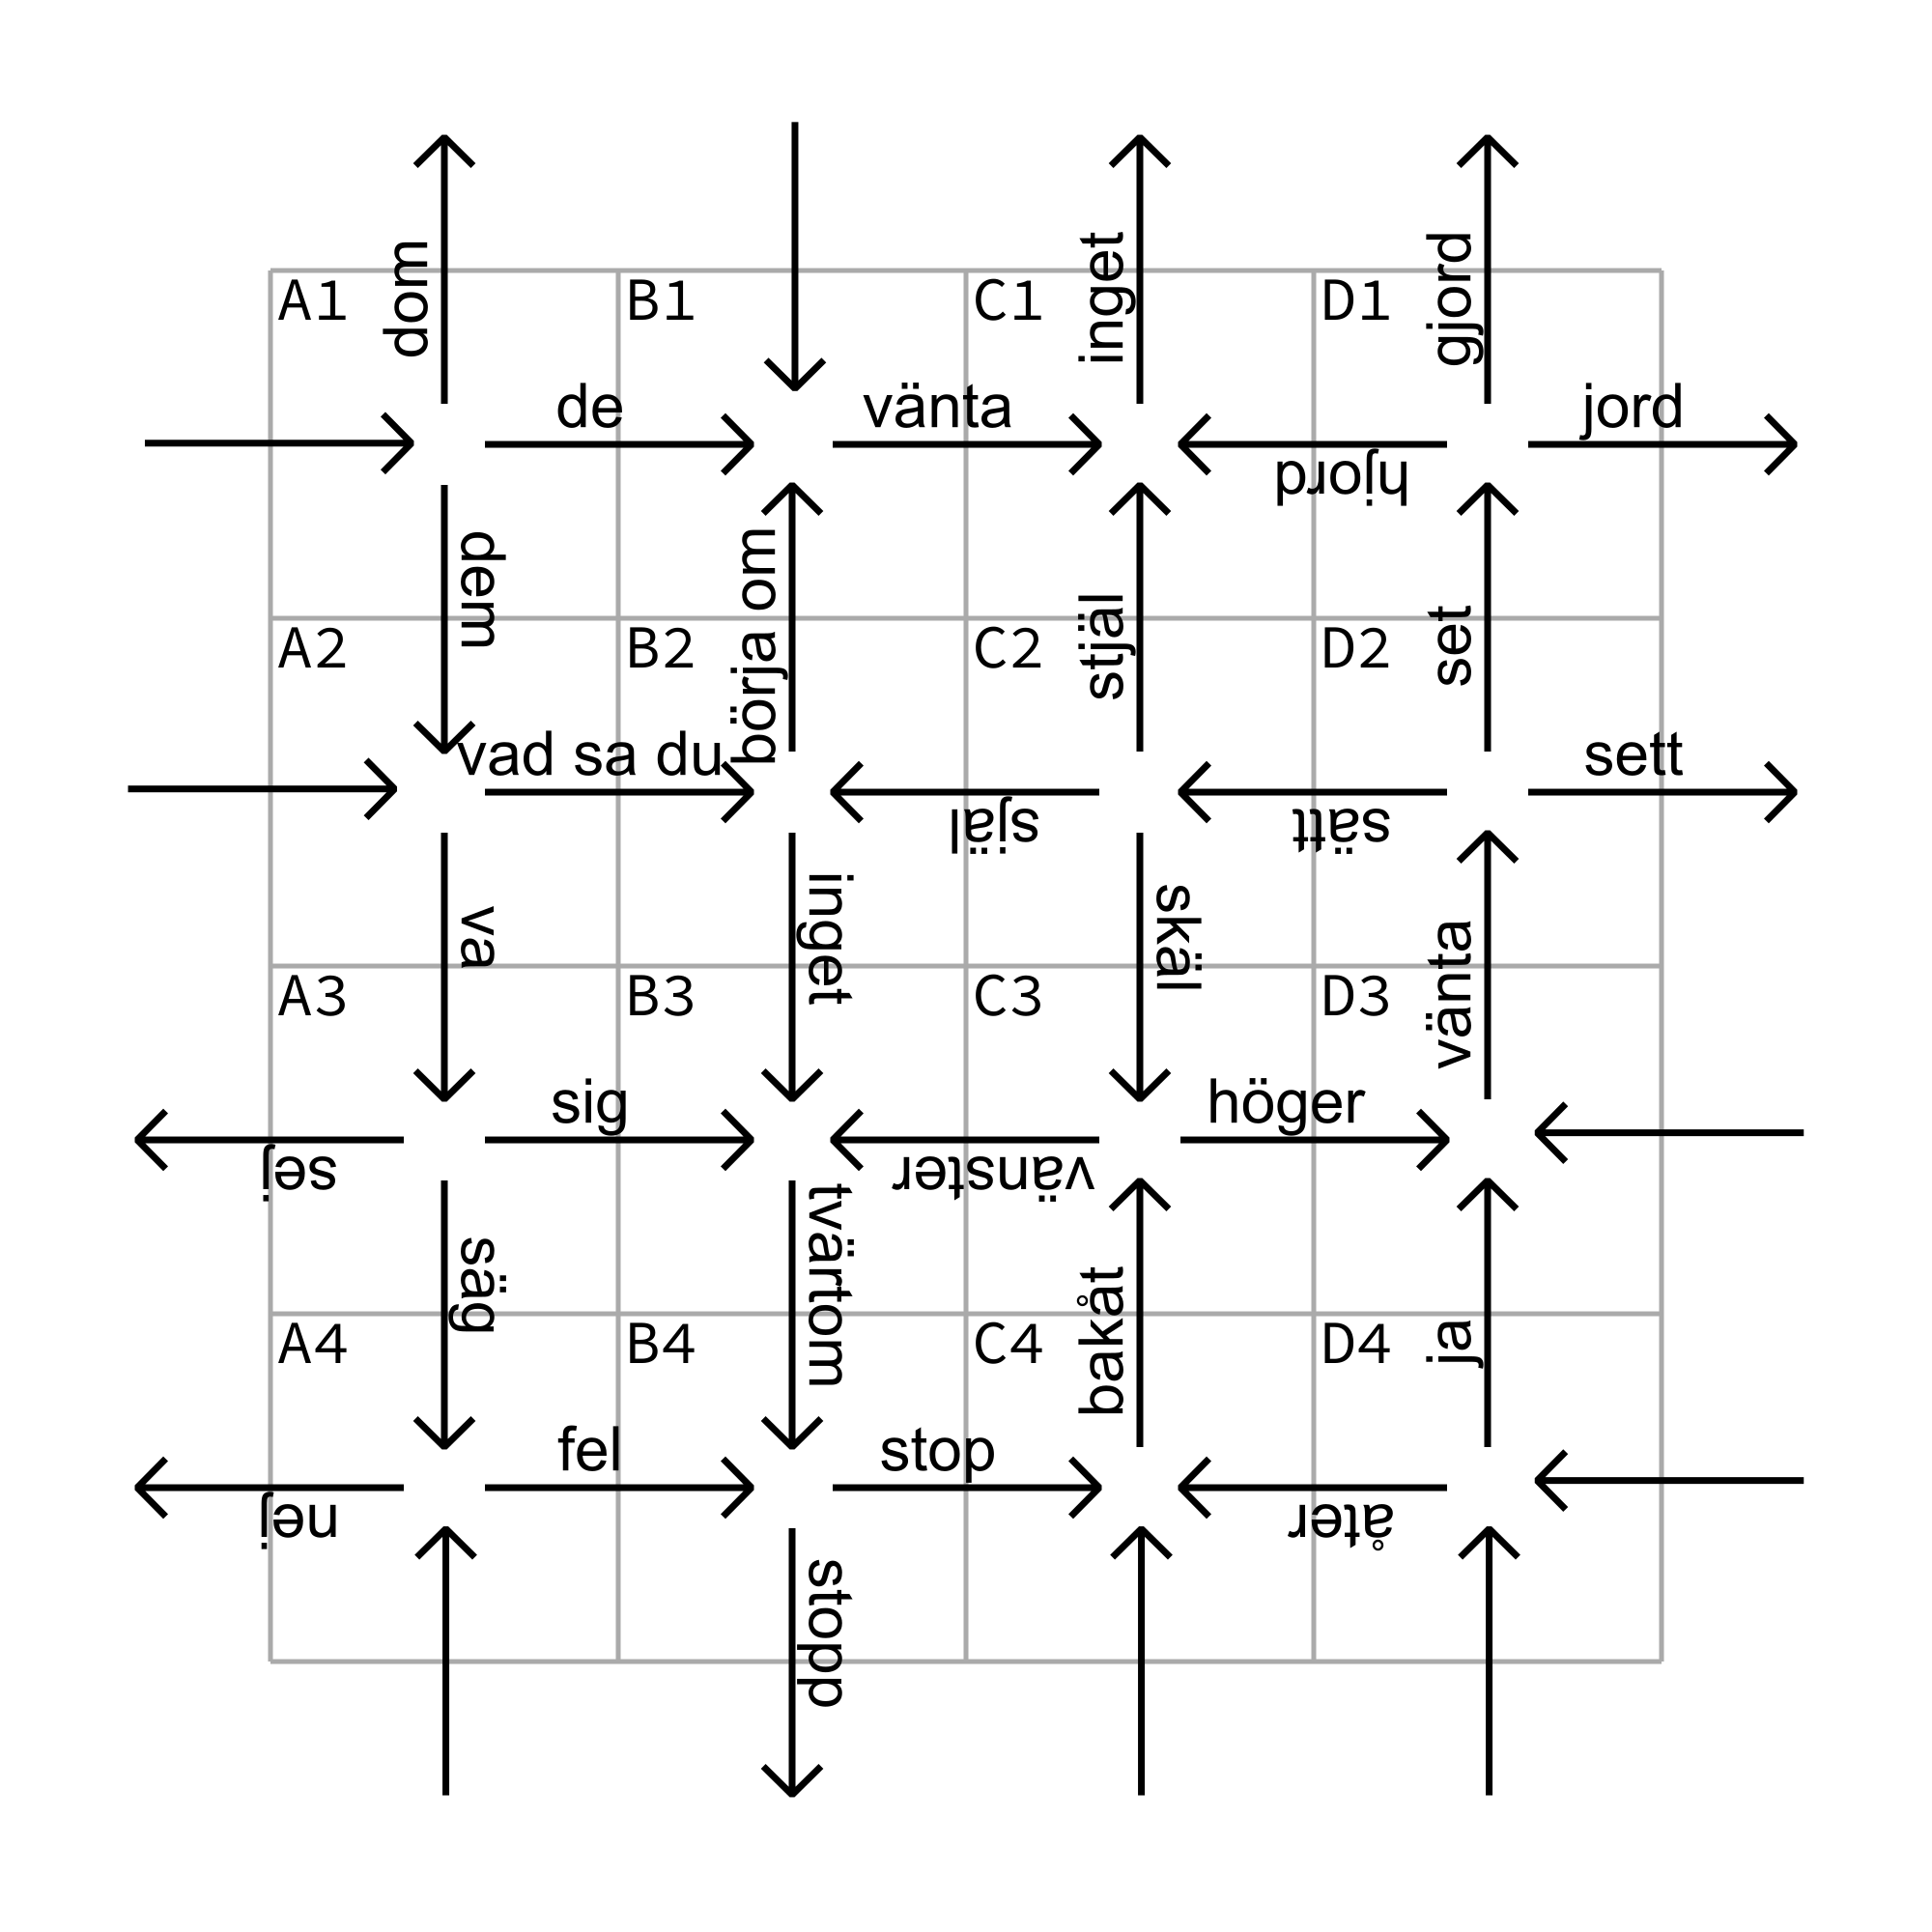 dom
inget
gjord
A1
B1
C1
D1
de
vänta
jord
hjord
dem
börja om
stjäl
set
A2
B2
C2
D2
vad sa du
sett
själ
sätt
va
inget
skäl
vänta
A3
B3
C3
D3
sig
höger
sej
vänster
säg
tvärtom
bakåt
ja
A4
B4
C4
D4
fel
stop
nej
åter
stopp